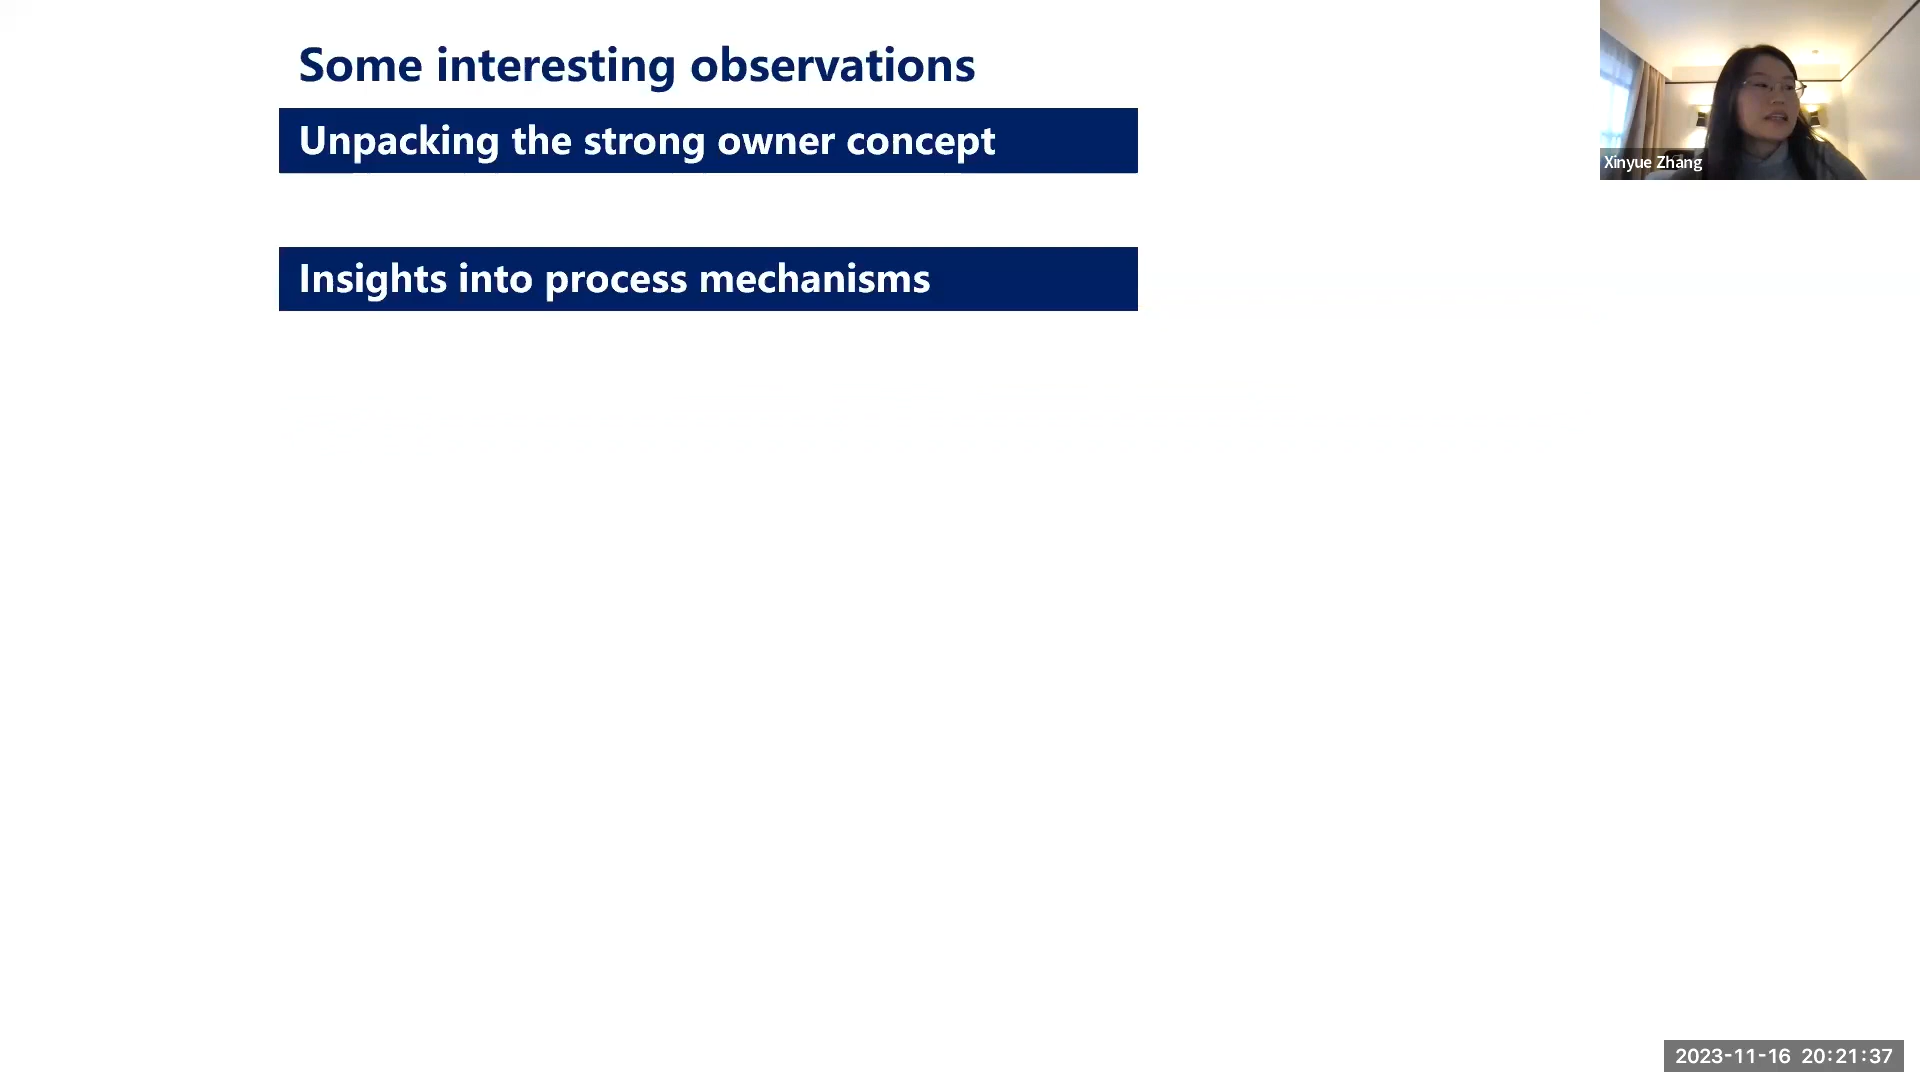 Some interesting observations
Unpacking the strong owner concept
Insights into process mechanisms
Xinyue Zhang
2023-11-16 20:21:37